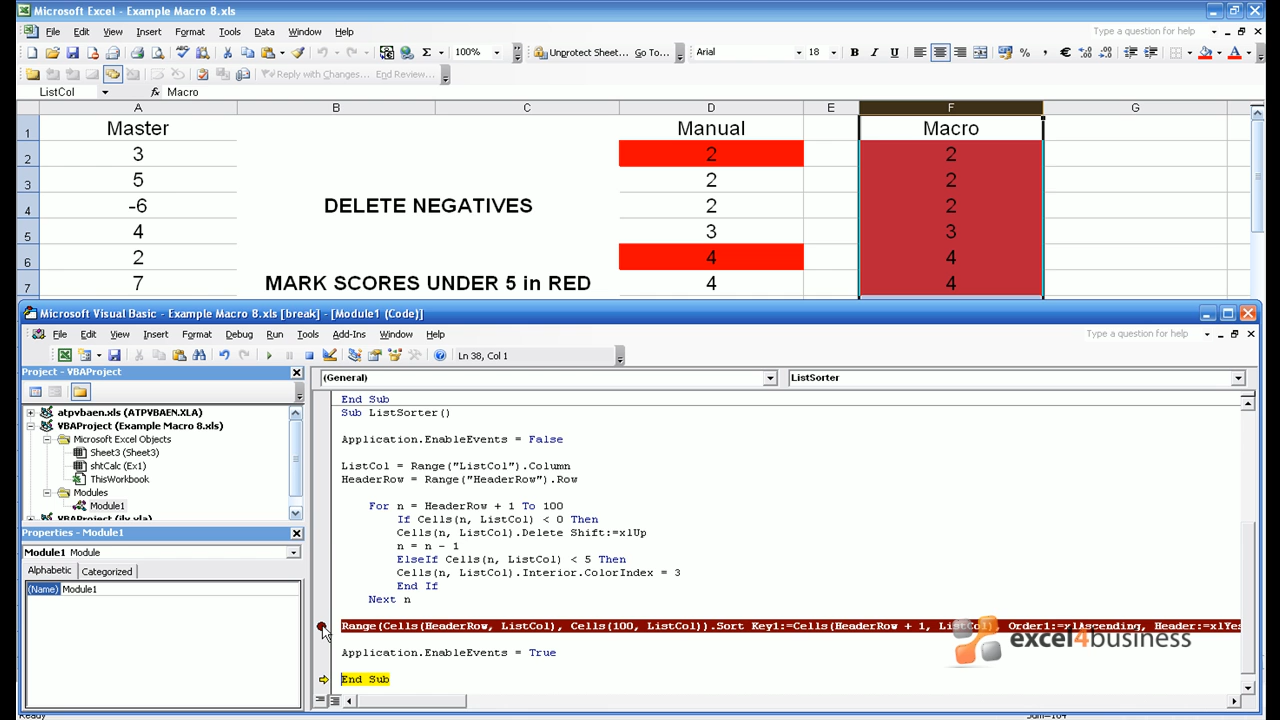 Microsoft Excel - Example Macro 8.xls
File Edit View Insert Format Tools Data Window Help
Type a question for help
100% Unprotect Sheet... Go To... Arial 18 B I U
Reply with Changes... End Review...
ListCol fx Macro
A B C D E F G
1 Master Manual Macro
2 3 2 2
3 5 2 2
4 -6 DELETE NEGATIVES 2 2
5 4 3 3
6 2 4 4
7 7 MARK SCORES UNDER 5 in RED 4 4
Microsoft Visual Basic - Example Macro 8.xls [break] - [Module1 (Code)]
File Edit View Insert Format Debug Run Tools Add-Ins Window Help
Type a question for help
Ln 38, Col 1
Project - VBAProject
atpvbaen.xls (ATPVBAEN.XLA)
VBAProject (Example Macro 8.xls)
Microsoft Excel Objects
Sheet3 (Sheet3)
shtCalc (Ex1)
ThisWorkbook
Modules
Module1
Properties - Module1
Module1 Module
Alphabetic Categorized
(Name) Module1
(General) ListSorter
End Sub
Sub ListSorter()
Application.EnableEvents = False
ListCol = Range("ListCol").Column
HeaderRow = Range("HeaderRow").Row
For n = HeaderRow + 1 To 100
If Cells(n, ListCol) < 0 Then
Cells(n, ListCol).Delete Shift:=xlUp
n = n - 1
ElseIf Cells(n, ListCol) < 5 Then
Cells(n, ListCol).Interior.ColorIndex = 3
End If
Next n
Range(Cells(HeaderRow, ListCol), Cells(100, ListCol)).Sort Key1:=Cells(HeaderRow + 1, ListCol), Order1:=xlAscending, Header:=xlYes
excel4business
Application.EnableEvents = True
End Sub
Ready